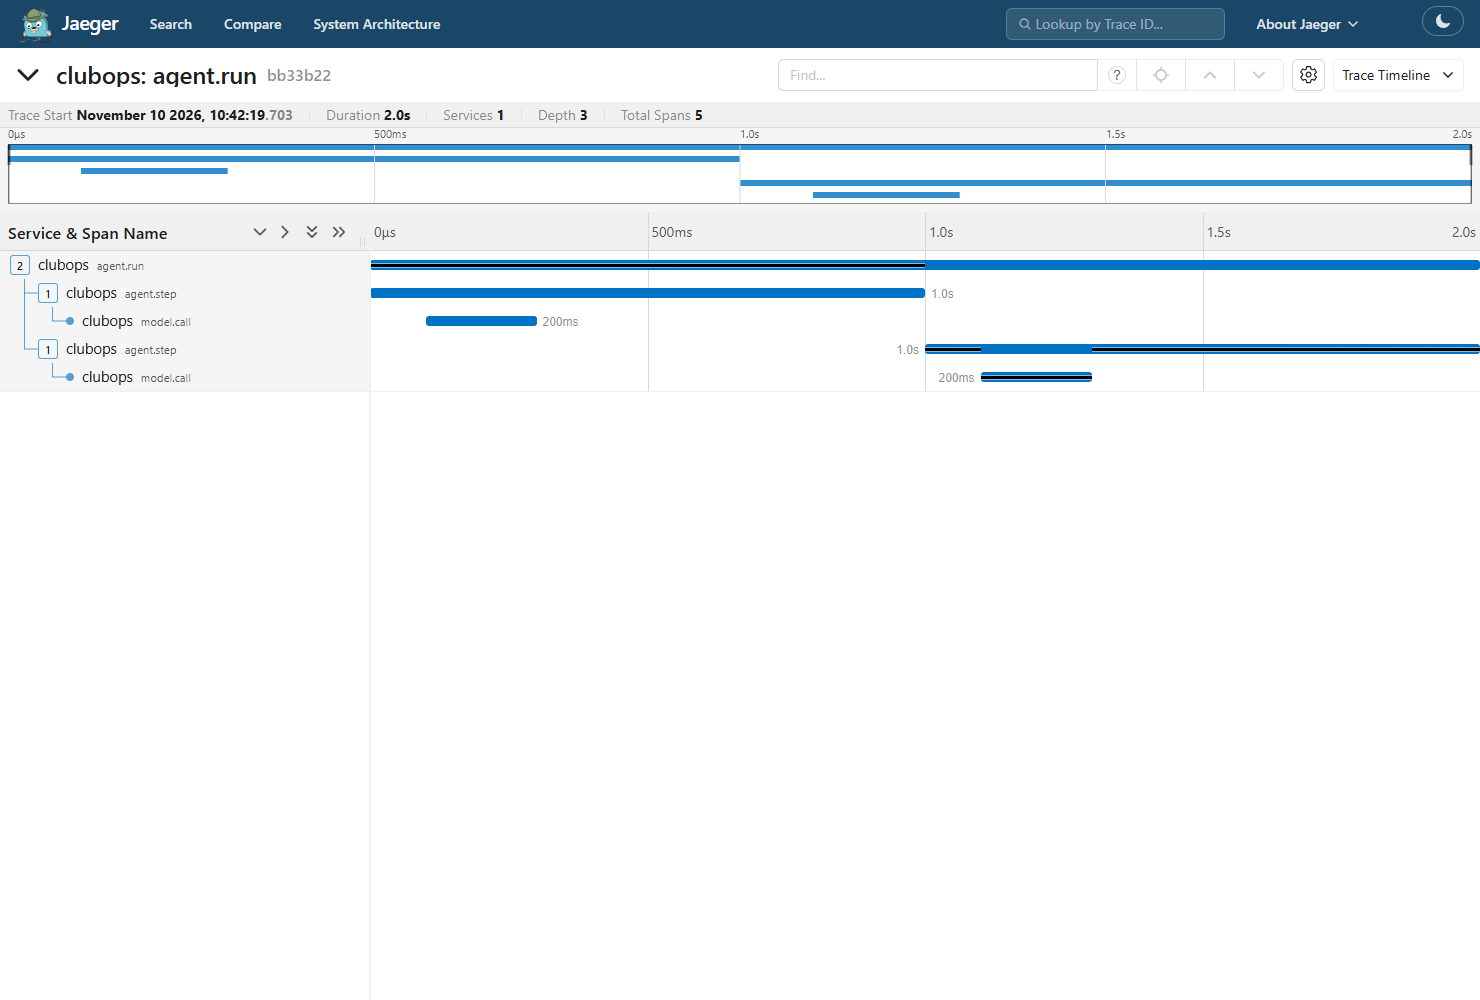 Jaeger Search Compare System Architecture Lookup by Trace ID... About Jaeger
clubops: agent.run bb33b22 Find... ? Trace Timeline
Trace Start November 10 2026, 10:42:19.703 Duration 2.0s Services 1 Depth 3 Total Spans 5
0μs 500ms 1.0s 1.5s 2.0s
Service & Span Name 0μs 500ms 1.0s 1.5s 2.0s
2 clubops agent.run
1 clubops agent.step 1.0s
clubops model.call 200ms
1 clubops agent.step 1.0s
clubops model.call 200ms